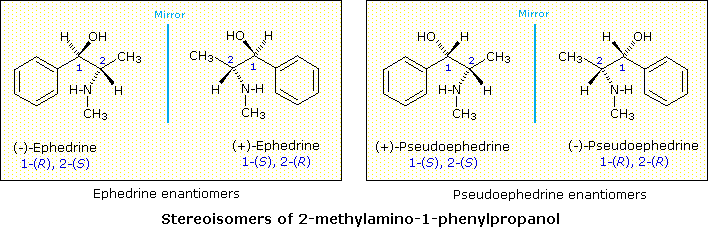 Mirror
H OH
CH₃
1 2
H-N H
CH₃
(-)-Ephedrine
1-(R), 2-(S)
HO H
CH₃
2 1
H N-H
CH₃
(+)-Ephedrine
1-(S), 2-(R)
Ephedrine enantiomers
Mirror
HO H
CH₃
1 2
H-N H
CH₃
(+)-Pseudoephedrine
1-(S), 2-(S)
H OH
CH₃
2 1
H N-H
CH₃
(-)-Pseudoephedrine
1-(R), 2-(R)
Pseudoephedrine enantiomers
Stereoisomers of 2-methylamino-1-phenylpropanol